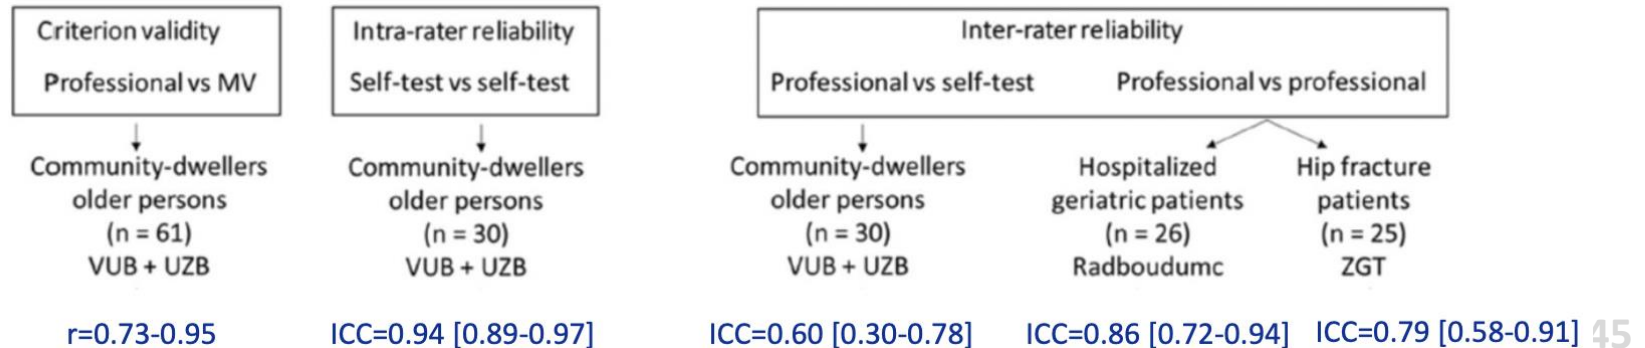 Criterion validity
Professional vs MV
Community-dwellers
older persons
(n = 61)
VUB + UZB
r=0.73-0.95
Intra-rater reliability
Self-test vs self-test
Community-dwellers
older persons
(n = 30)
VUB + UZB
ICC=0.94 [0.89-0.97]
Inter-rater reliability
Professional vs self-test
Professional vs professional
Community-dwellers
older persons
(n = 30)
VUB + UZB
ICC=0.60 [0.30-0.78]
Hospitalized
geriatric patients
(n = 26)
Radboudumc
ICC=0.86 [0.72-0.94]
Hip fracture
patients
(n = 25)
ZGT
ICC=0.79 [0.58-0.91]
45